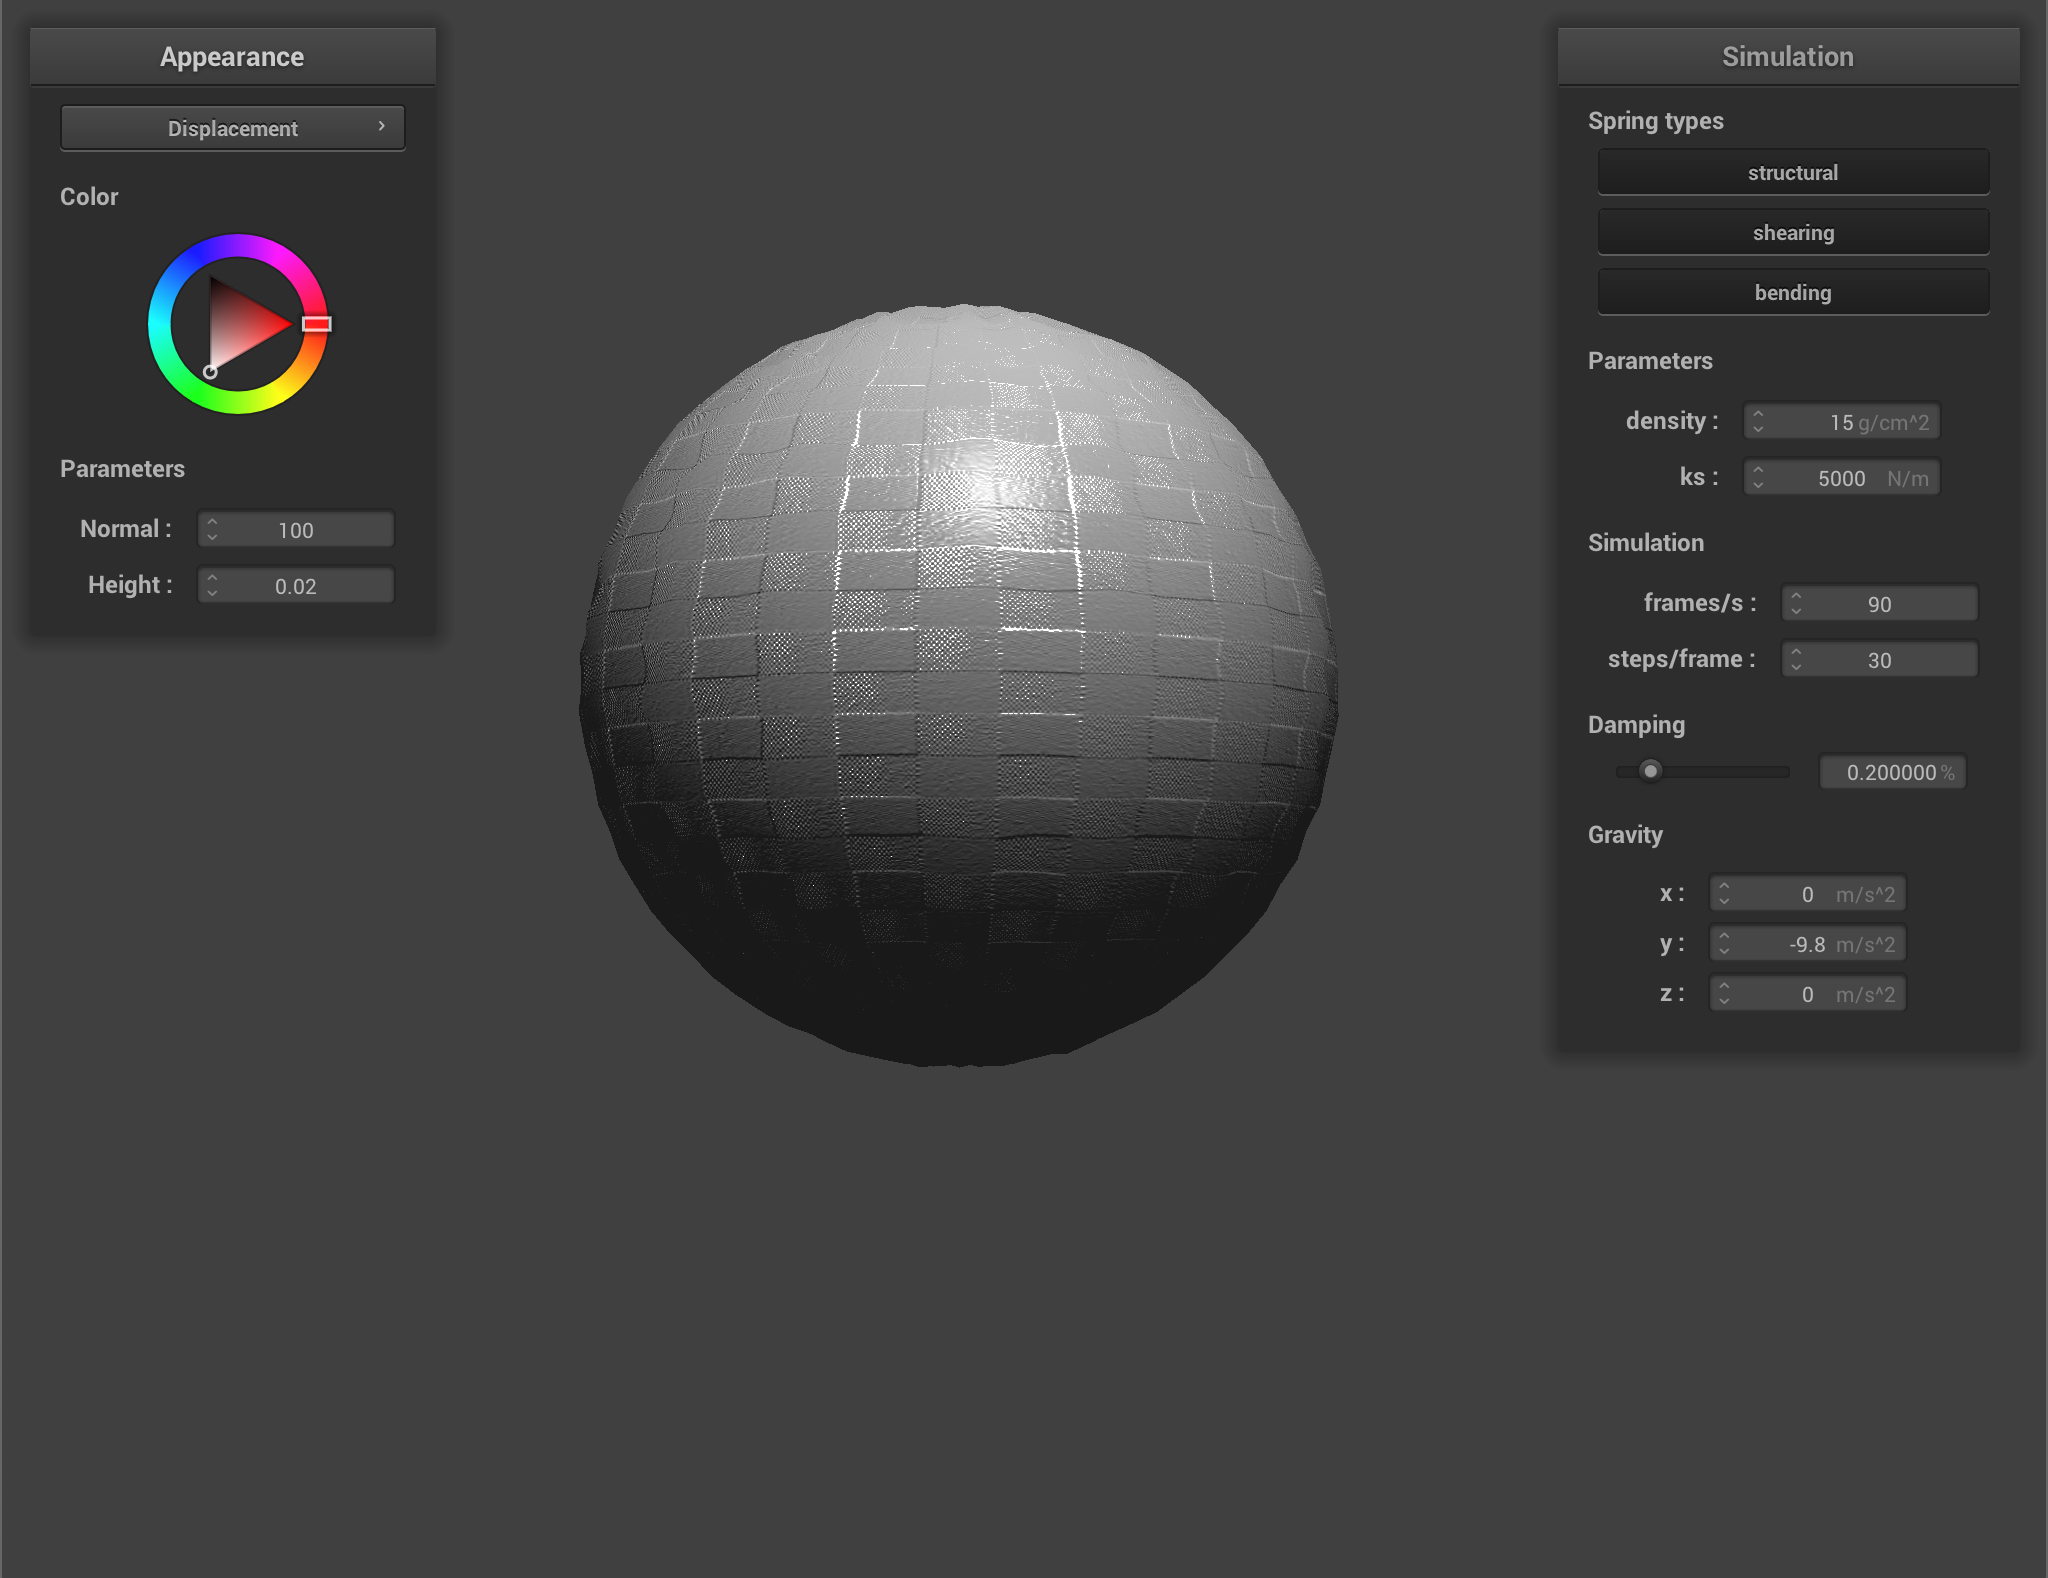 Appearance
Displacement
Color
Parameters
Normal : 100
Height : 0.02
Simulation
Spring types
structural
shearing
bending
Parameters
density : 15 g/cm^2
ks : 5000 N/m
Simulation
frames/s : 90
steps/frame : 30
Damping
0.200000 %
Gravity
x : 0 m/s^2
y : -9.8 m/s^2
z : 0 m/s^2